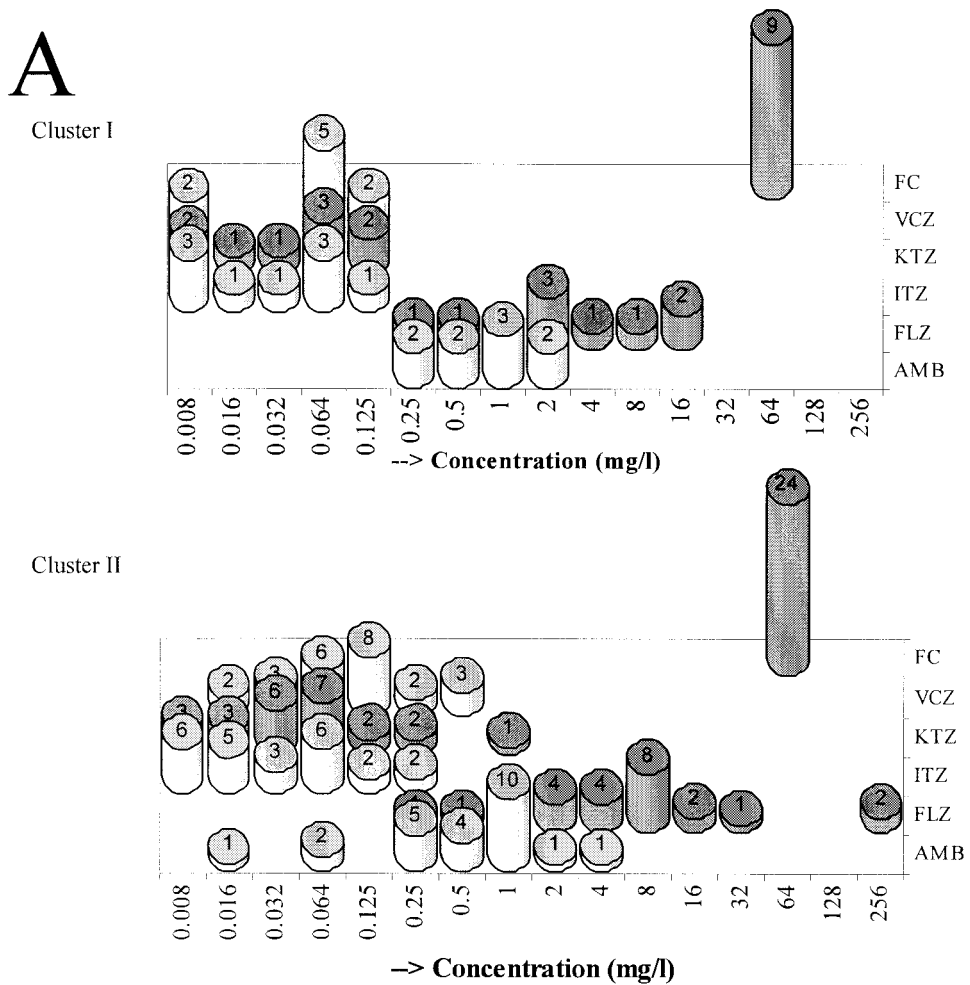 A
Cluster I
9
5
2 2 FC
2 3 2 VCZ
3 1 1 3 KTZ
1 1 1 3 ITZ
1 1 3 1 1 2 FLZ
2 2 2 AMB
0.008 0.016 0.032 0.064 0.125 0.25 0.5 1 2 4 8 16 32 64 128 256
--> Concentration (mg/l)
24
Cluster II
6 8 FC
2 3 6 7 2 3 VCZ
3 3 2 2 1 KTZ
6 5 3 6 2 2 8 ITZ
10 4 4
1 1 2 1 2 FLZ
5 4
1 2 1 1 AMB
0.008 0.016 0.032 0.064 0.125 0.25 0.5 1 2 4 8 16 32 64 128 256
--> Concentration (mg/l)